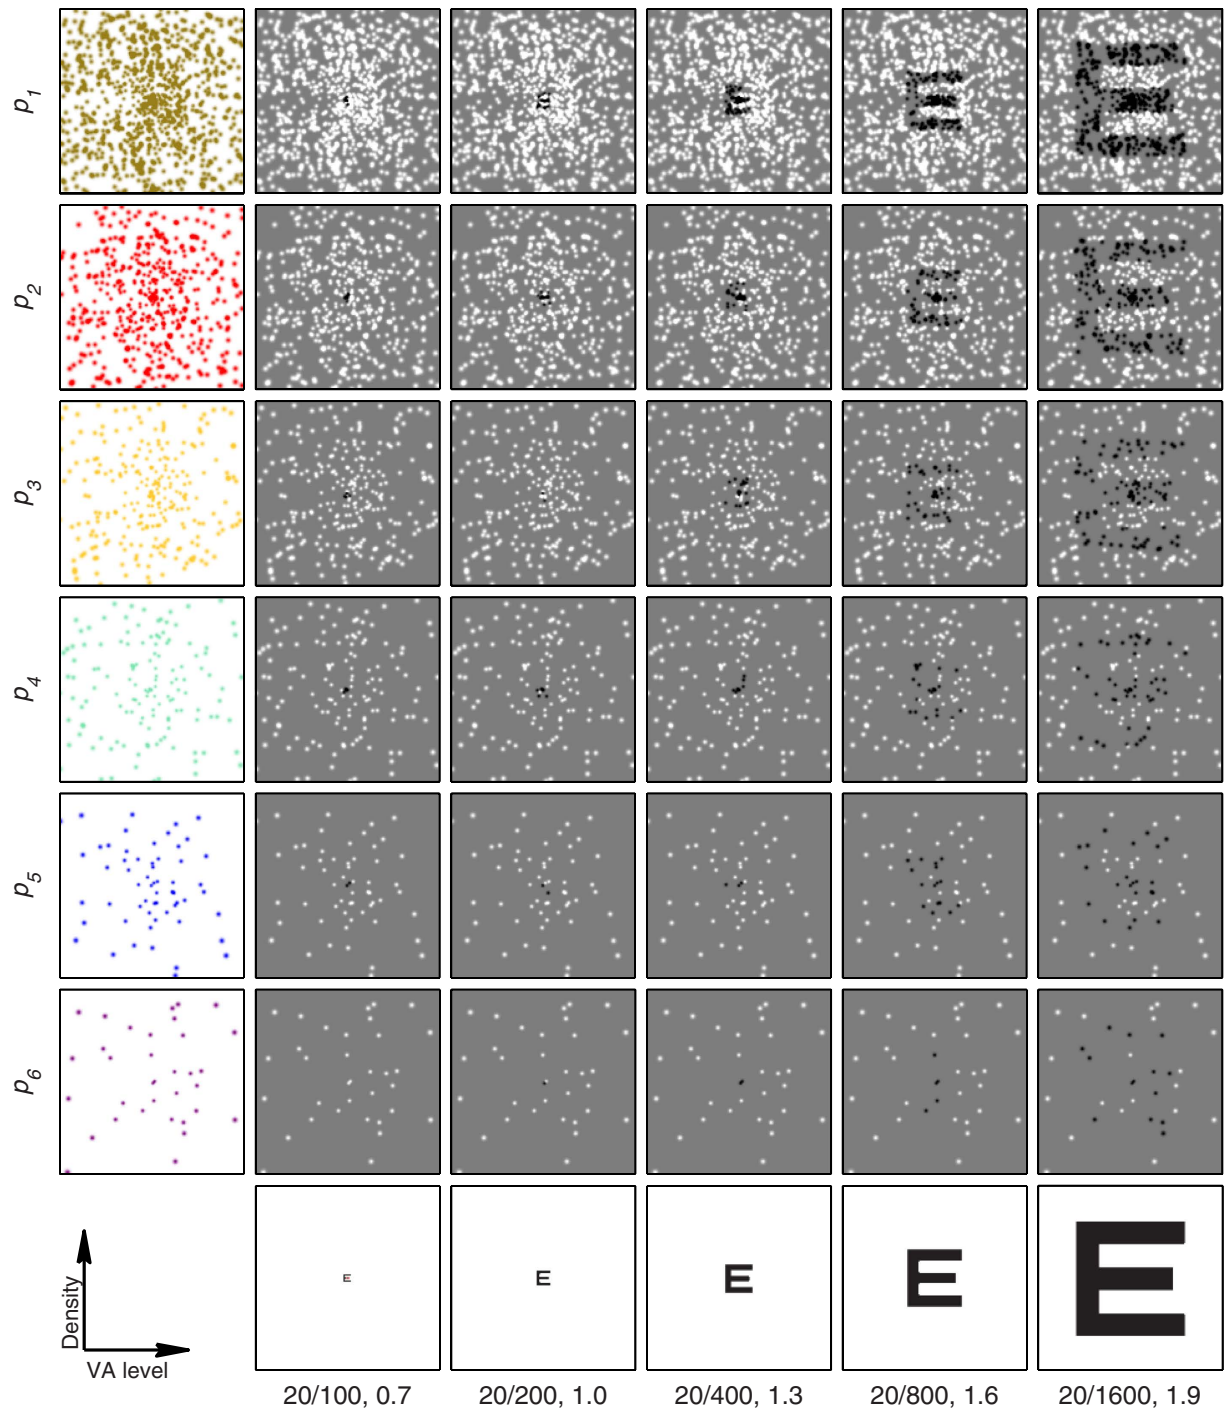 p1
p2
p3
p4
p5
p6
E E E E E
Density
VA level
20/100, 0.7 20/200, 1.0 20/400, 1.3 20/800, 1.6 20/1600, 1.9